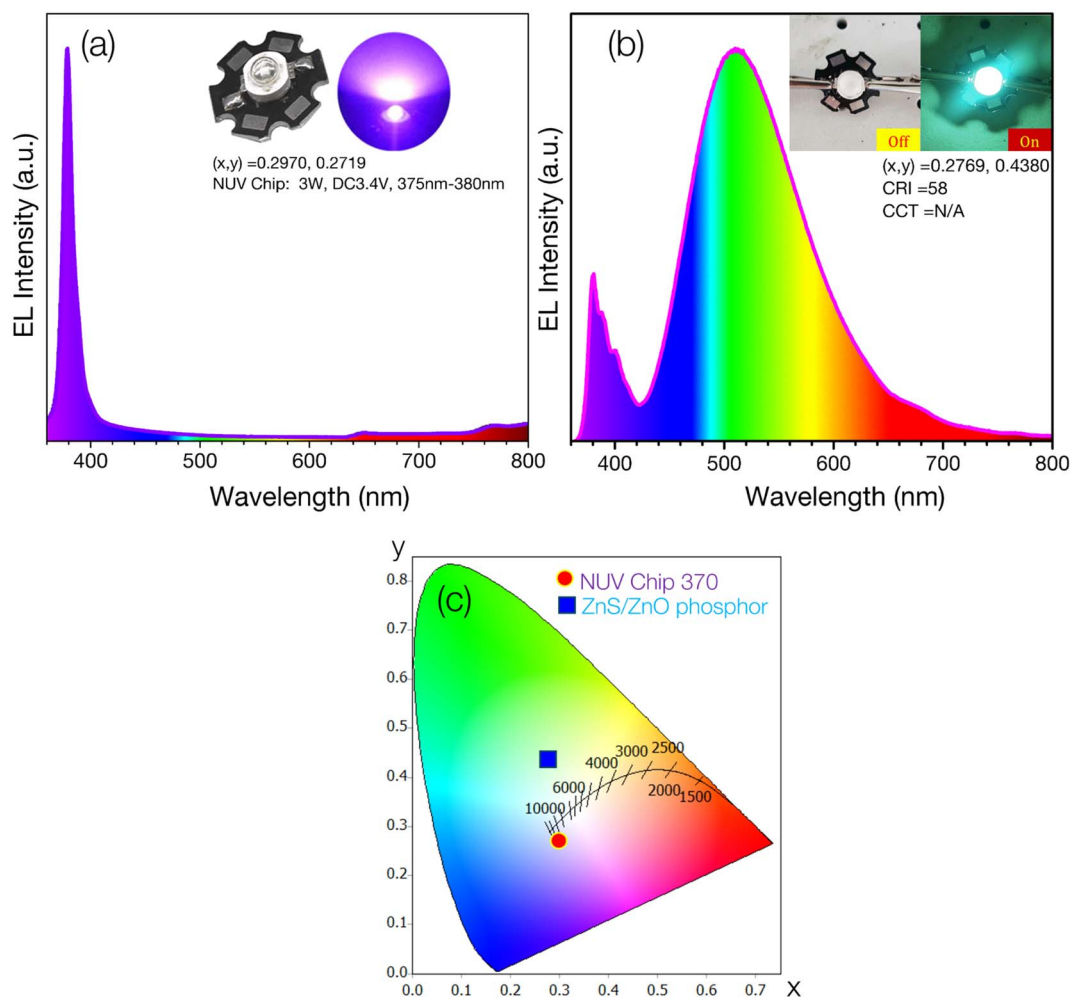 (a)
(x,y) =0.2970, 0.2719
NUV Chip: 3W, DC3.4V, 375nm-380nm
EL Intensity (a.u.)
400 500 600 700 800
Wavelength (nm)
(b)
Off
On
(x,y) =0.2769, 0.4380
CRI =58
CCT =N/A
EL Intensity (a.u.)
400 500 600 700 800
Wavelength (nm)
y
(c)
NUV Chip 370
ZnS/ZnO phosphor
0.8
0.7
0.6
0.5
0.4
0.3
0.2
0.1
0.0
2500
3000
4000
6000
10000
2000
1500
0.0 0.1 0.2 0.3 0.4 0.5 0.6 0.7
x